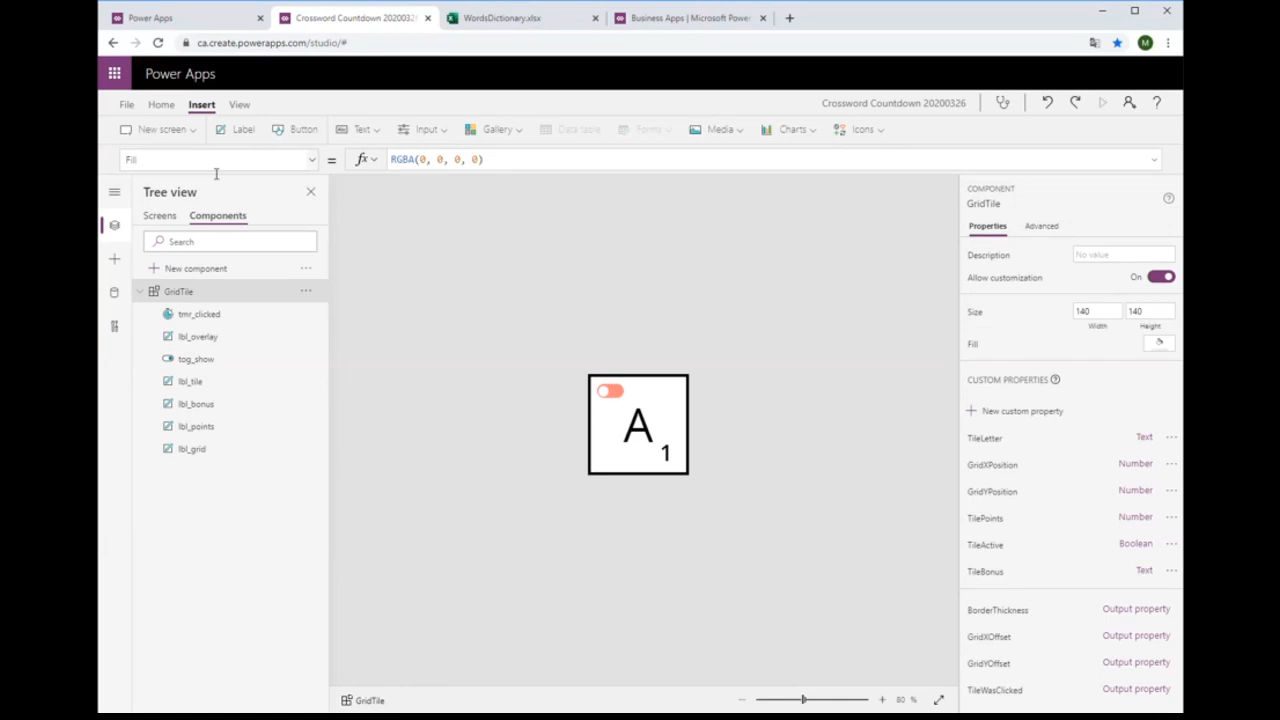 Power Apps
Crossword Countdown 2020032
WordsDictionary.xlsx
Business Apps | Microsoft Power
ca.create.powerapps.com/studio/#
M
Power Apps
File Home Insert View
Crossword Countdown 20200326
New screen Label Button Text Input Gallery Data table Forms Media Charts Icons
Fill = fx RGBA(0, 0, 0, 0)
Tree view
Screens Components
Search
New component
GridTile
tmr_clicked
lbl_overlay
tog_show
lbl_tile
lbl_bonus
lbl_points
lbl_grid
A
1
GridTile
80 %
COMPONENT
GridTile
Properties Advanced
Description No value
Allow customization On
Size 140 140
Width Height
Fill
CUSTOM PROPERTIES
New custom property
TileLetter Text
GridXPosition Number
GridYPosition Number
TilePoints Number
TileActive Boolean
TileBonus Text
BorderThickness Output property
GridXOffset Output property
GridYOffset Output property
TileWasClicked Output property